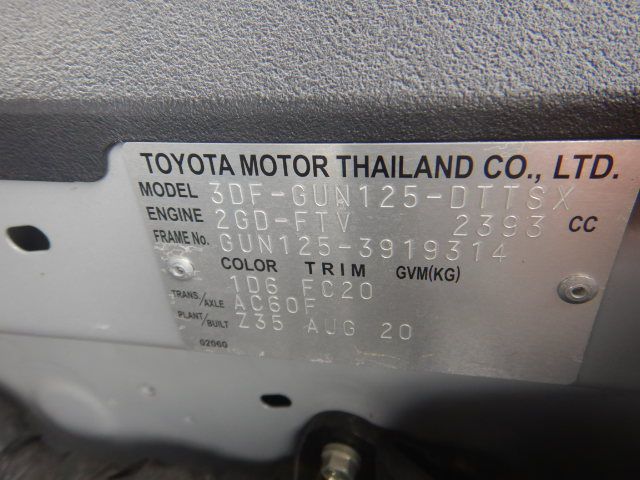 TOYOTA MOTOR THAILAND CO., LTD.
MODEL 3DF-GUN125-DTTSX
ENGINE 2GD-FTV 2393 CC
FRAME No. GUN125-3919314
COLOR TRIM GVM(KG)
1D6 FC20
TRANS./AXLE AC60F
PLANT/BUILT Z35 AUG 20
02060